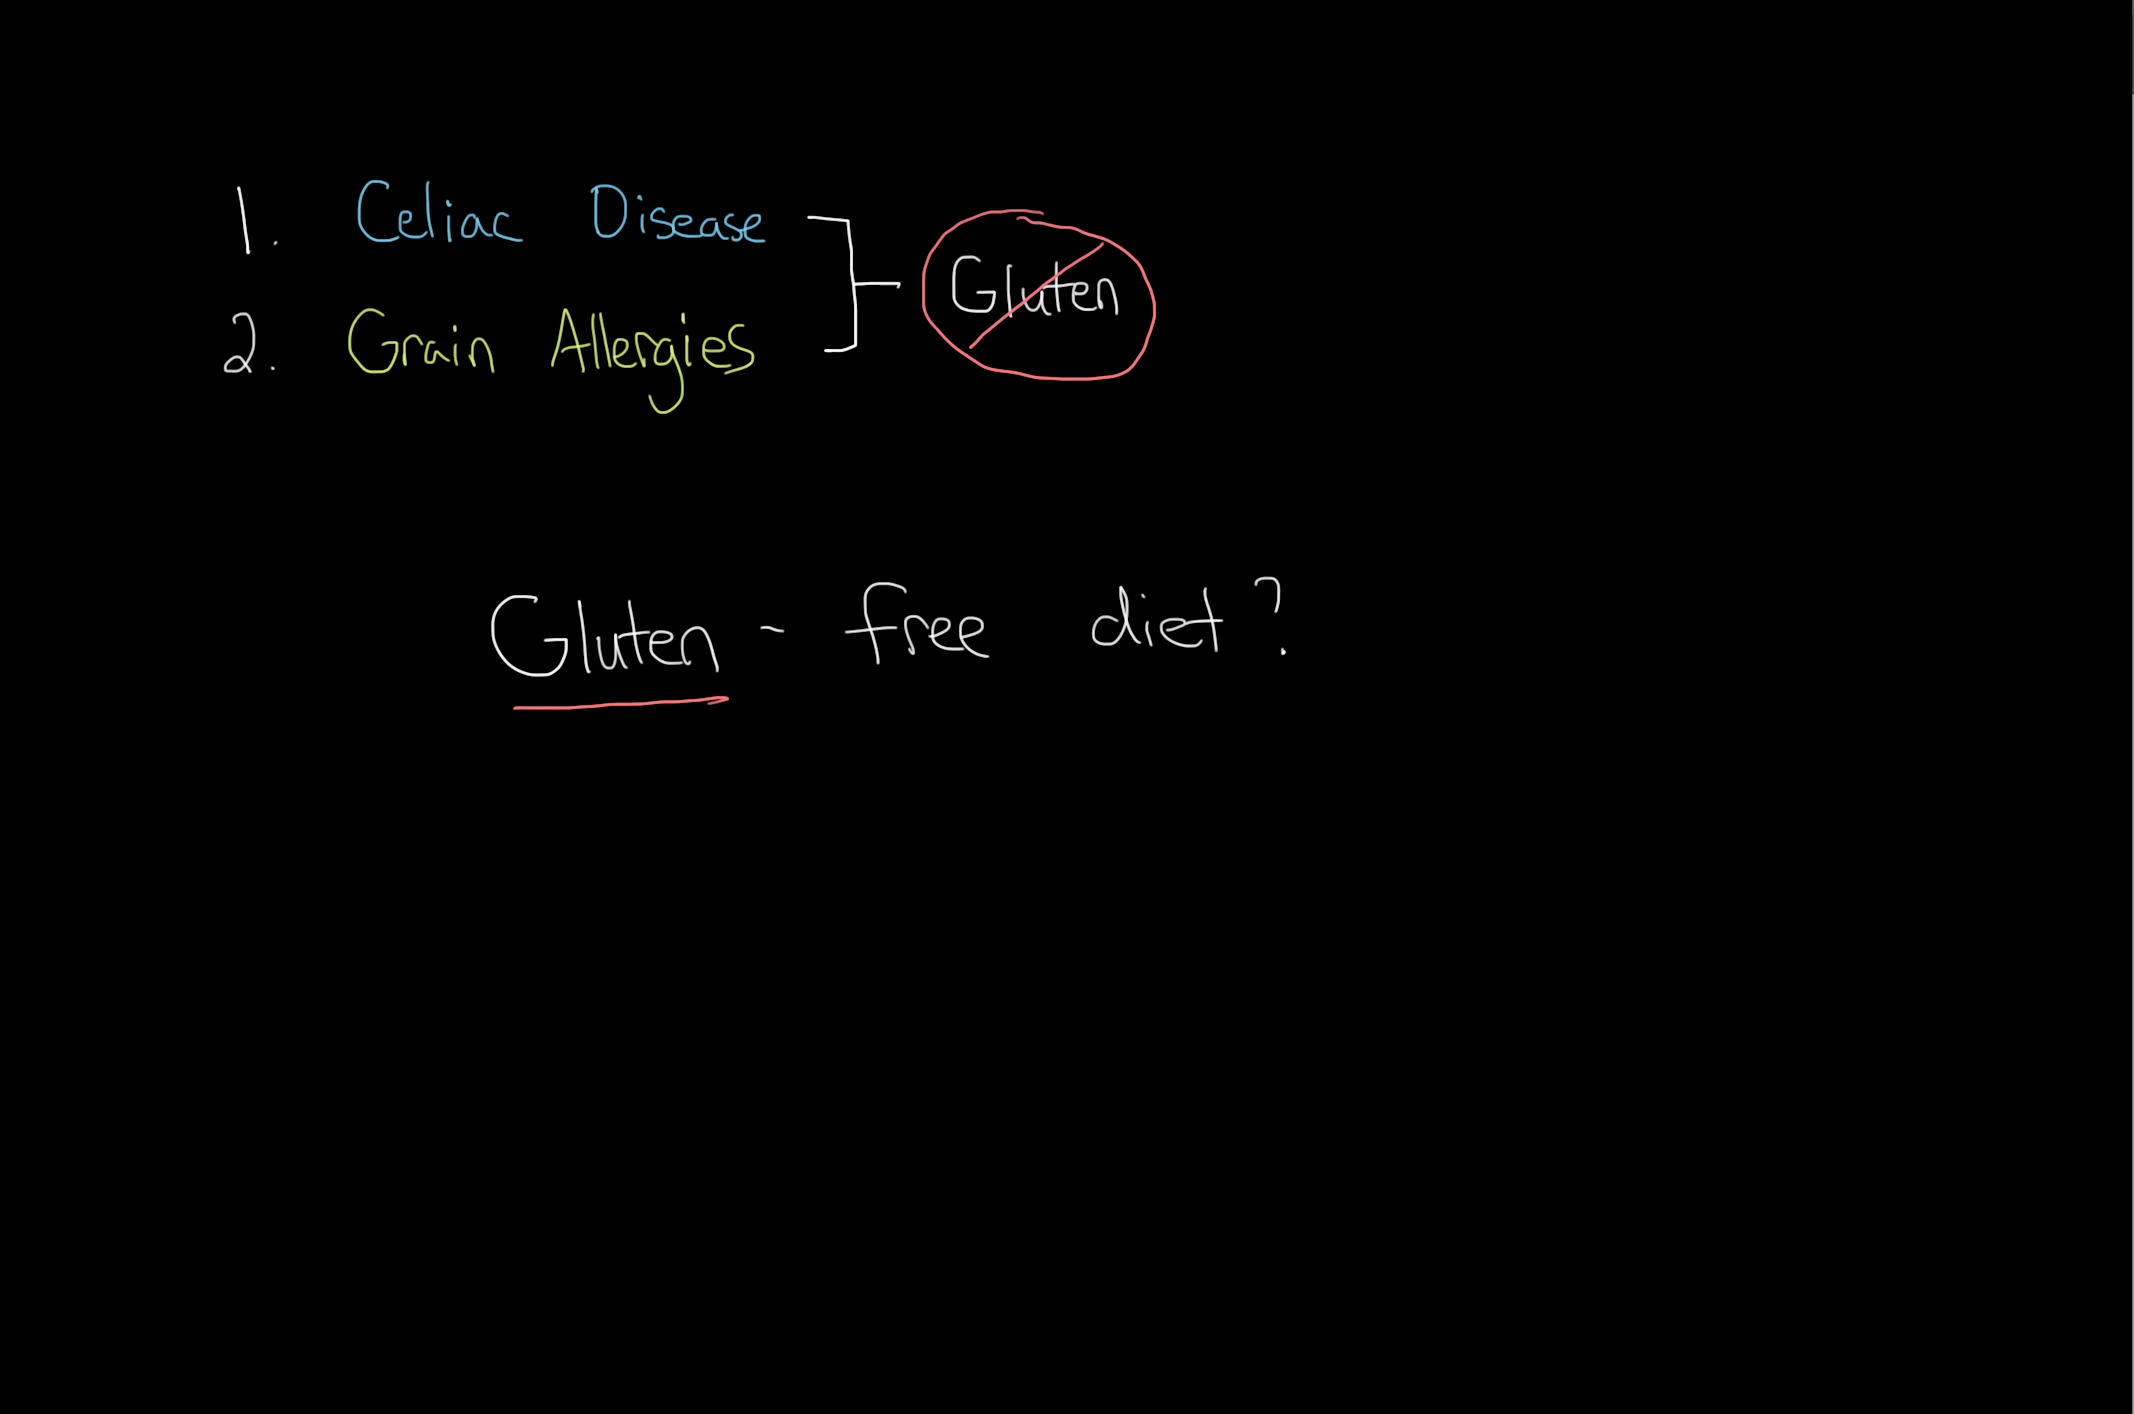 1. Celiac Disease
2. Grain Allergies
Gluten
Gluten - free diet?